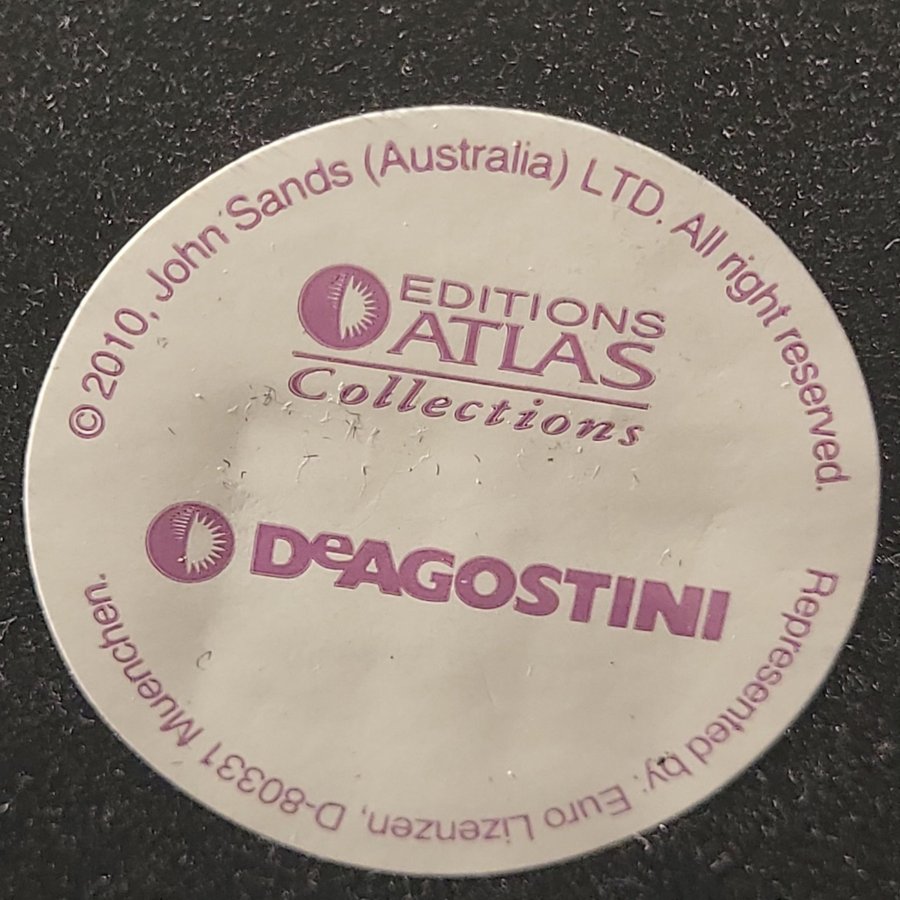 © 2010, John Sands (Australia) LTD. All right reserved.
EDITIONS
ATLAS
Collections
DeAGOSTINI
Represented by: Euro Lizenzen, D-80331 Muenchen.